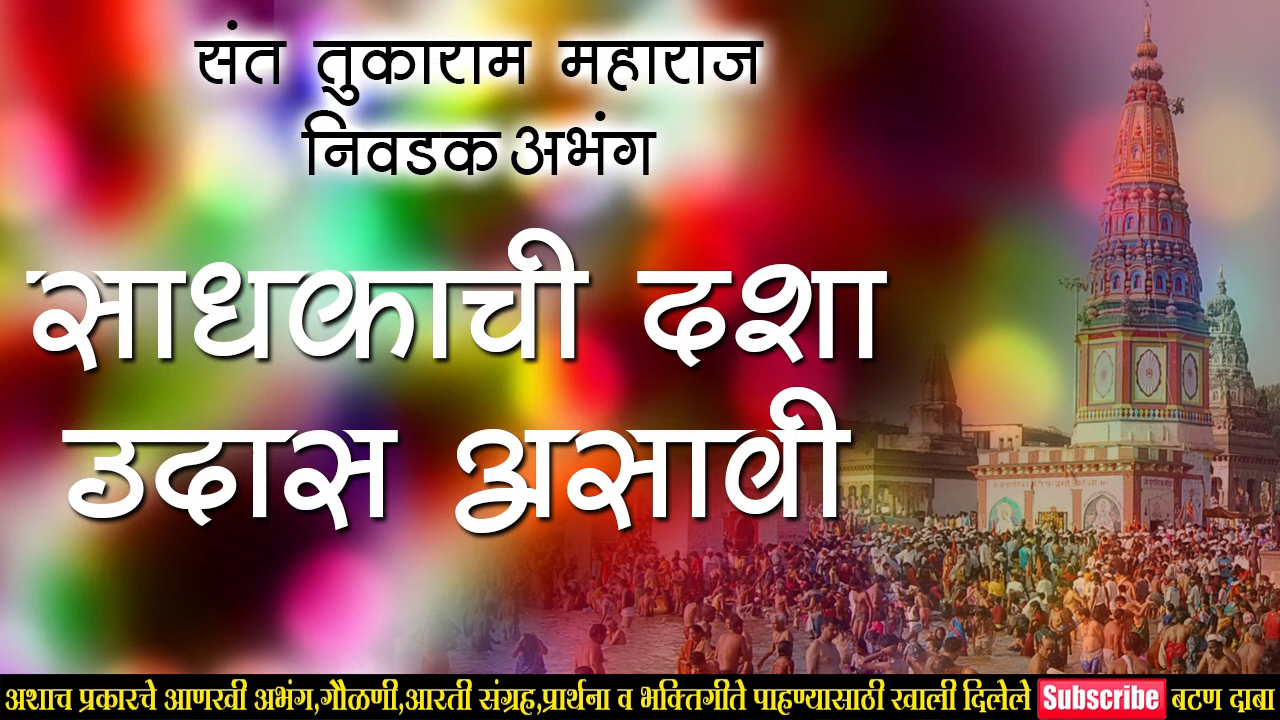 संत तुकाराम महाराज
निवडक अभंग
साधकाची दशा
उदास असावी
अशाच प्रकारचे आणखी अभंग,गौळणी,आरती संग्रह,प्रार्थना व भक्तिगीते पाहण्यासाठी खाली दिलेले Subscribe बटण दाबा